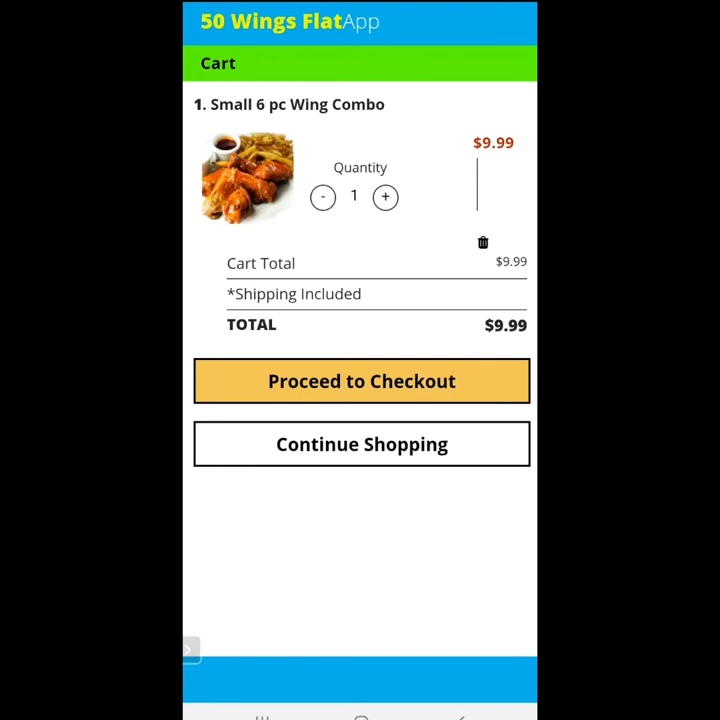 50 Wings FlatApp
Cart
1. Small 6 pc Wing Combo
$9.99
Quantity
- 1 +
Cart Total $9.99
*Shipping Included
TOTAL $9.99
Proceed to Checkout
Continue Shopping